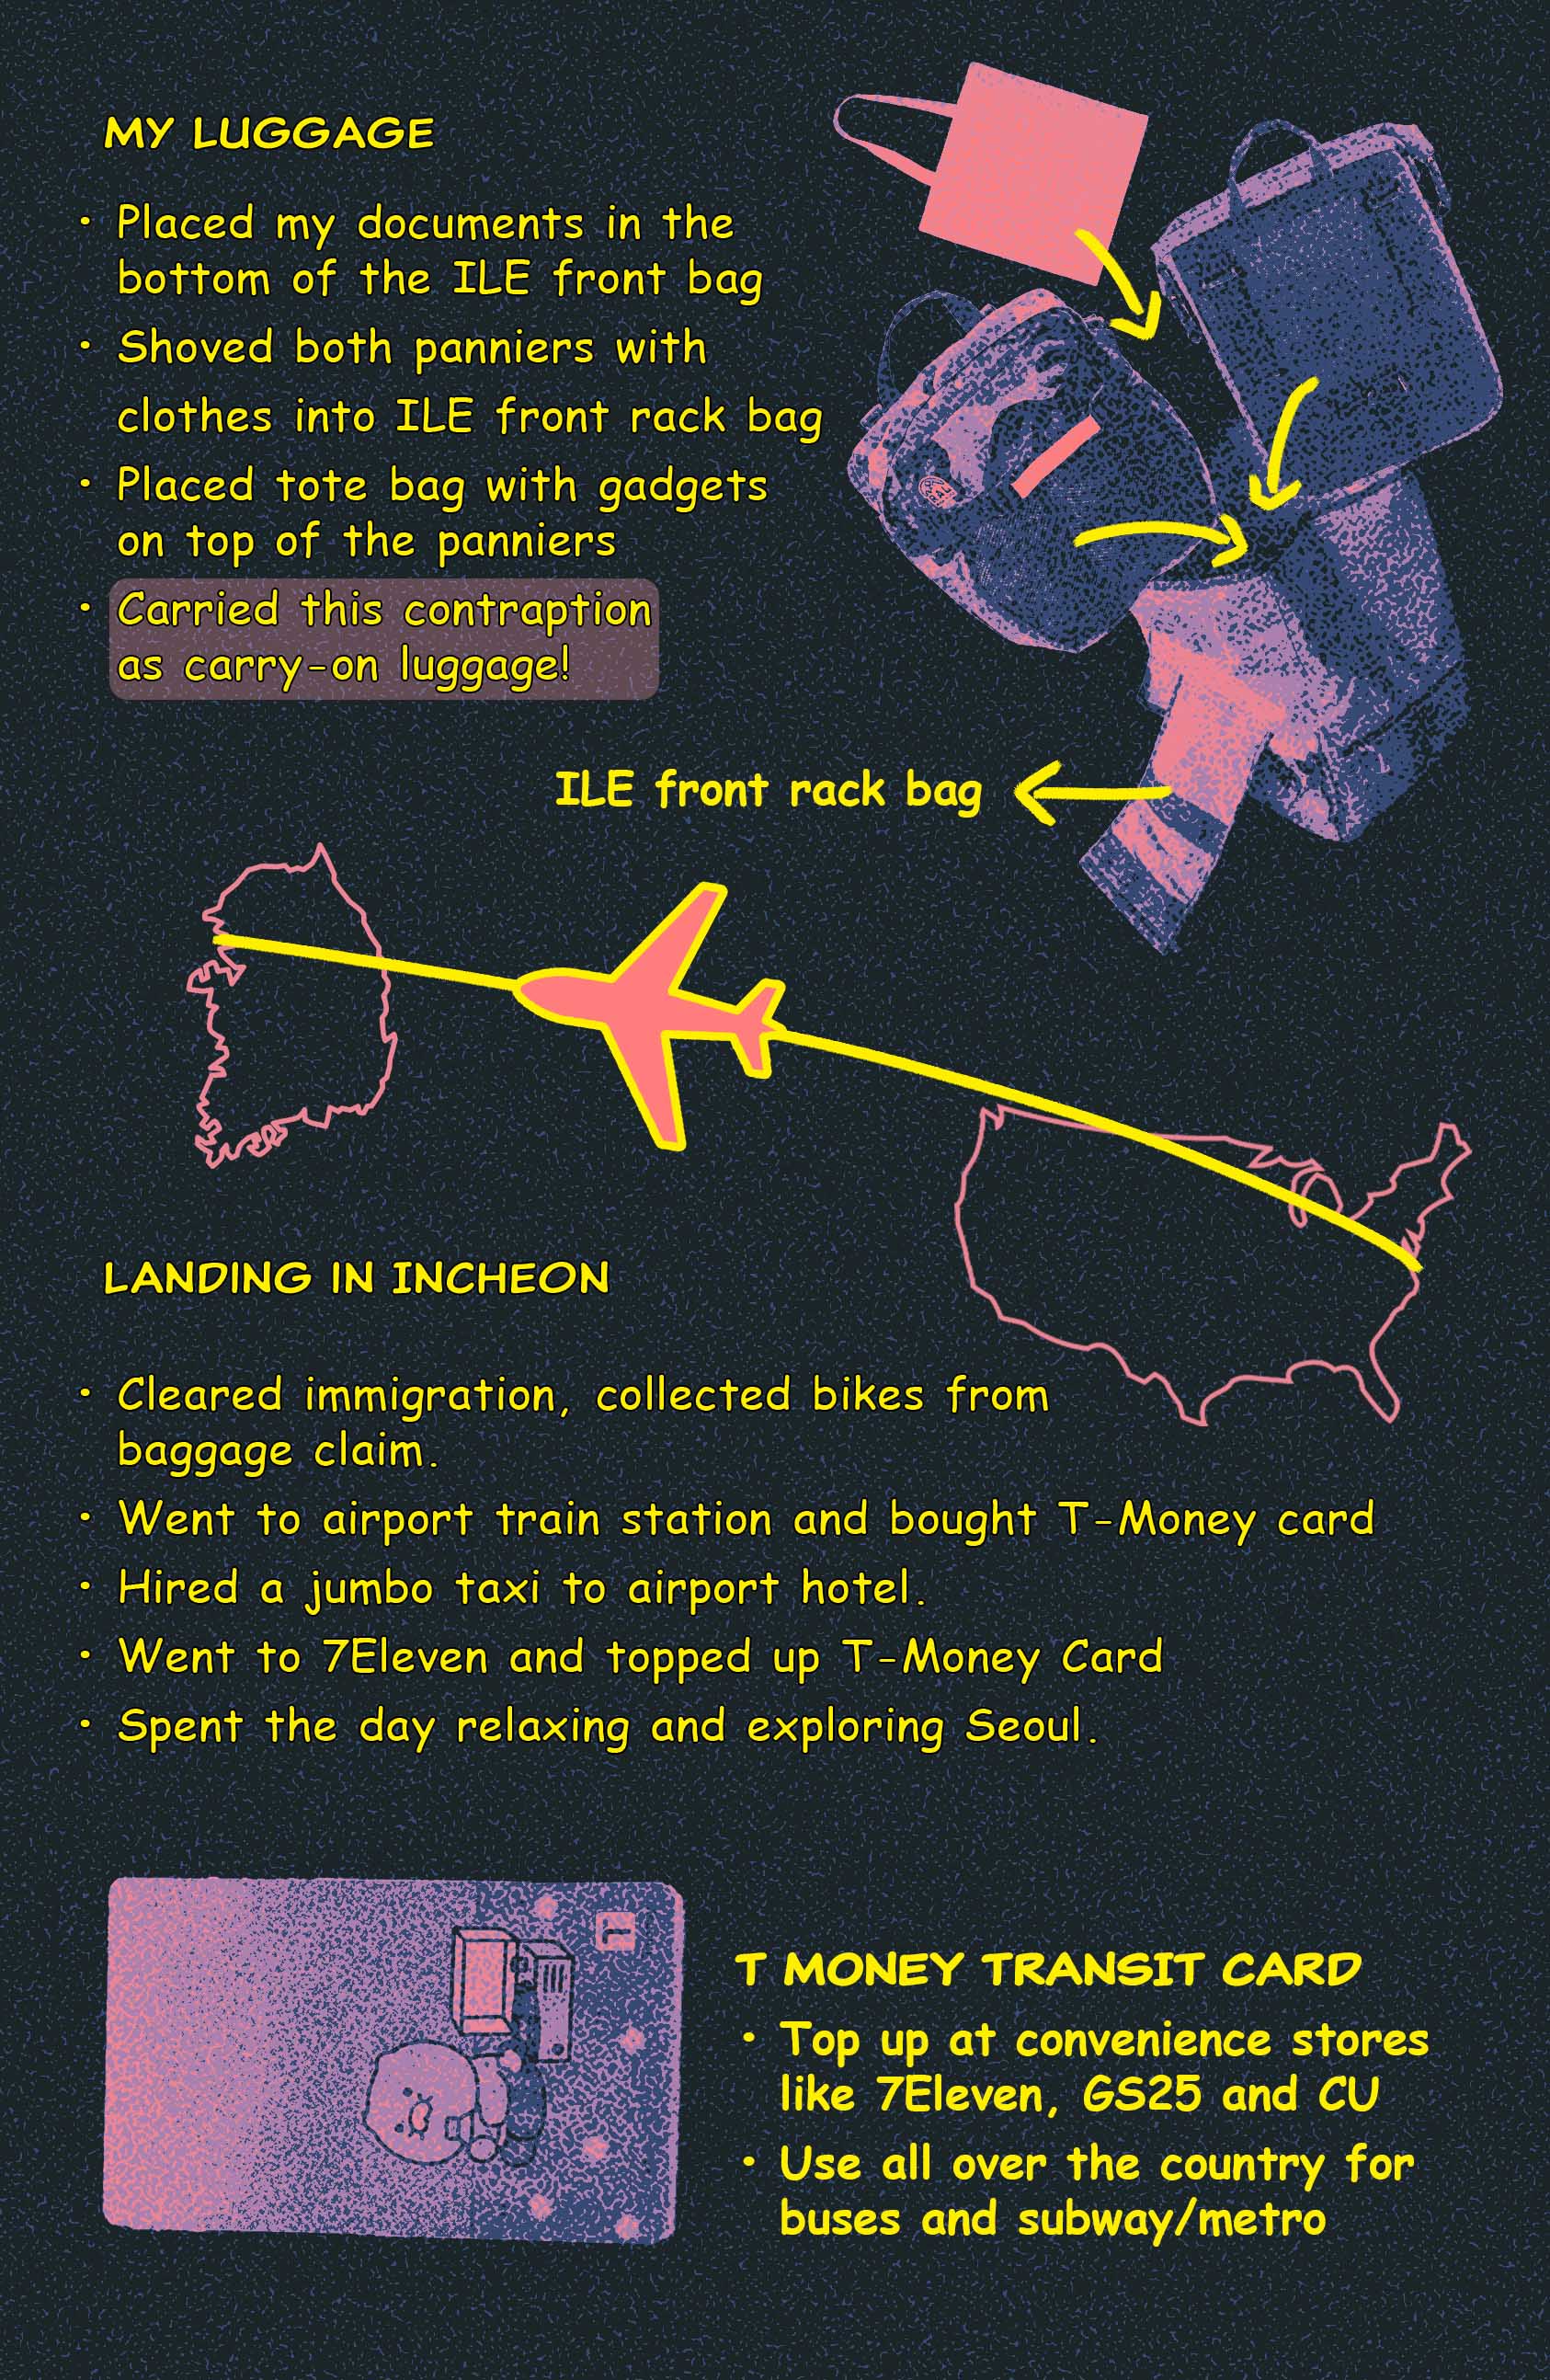 MY LUGGAGE
• Placed my documents in the
bottom of the ILE front bag
• Shoved both panniers with
clothes into ILE front rack bag
• Placed tote bag with gadgets
on top of the panniers
• Carried this contraption
as carry-on luggage!
ILE front rack bag
LANDING IN INCHEON
• Cleared immigration, collected bikes from
baggage claim.
• Went to airport train station and bought T-Money card
• Hired a jumbo taxi to airport hotel.
• Went to 7Eleven and topped up T-Money Card
• Spent the day relaxing and exploring Seoul.
T MONEY TRANSIT CARD
• Top up at convenience stores
like 7Eleven, GS25 and CU
• Use all over the country for
buses and subway/metro